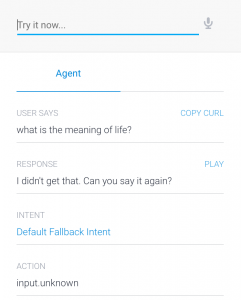 Try it now...
Agent
USER SAYS COPY CURL
what is the meaning of life?
RESPONSE PLAY
I didn't get that. Can you say it again?
INTENT
Default Fallback Intent
ACTION
input.unknown